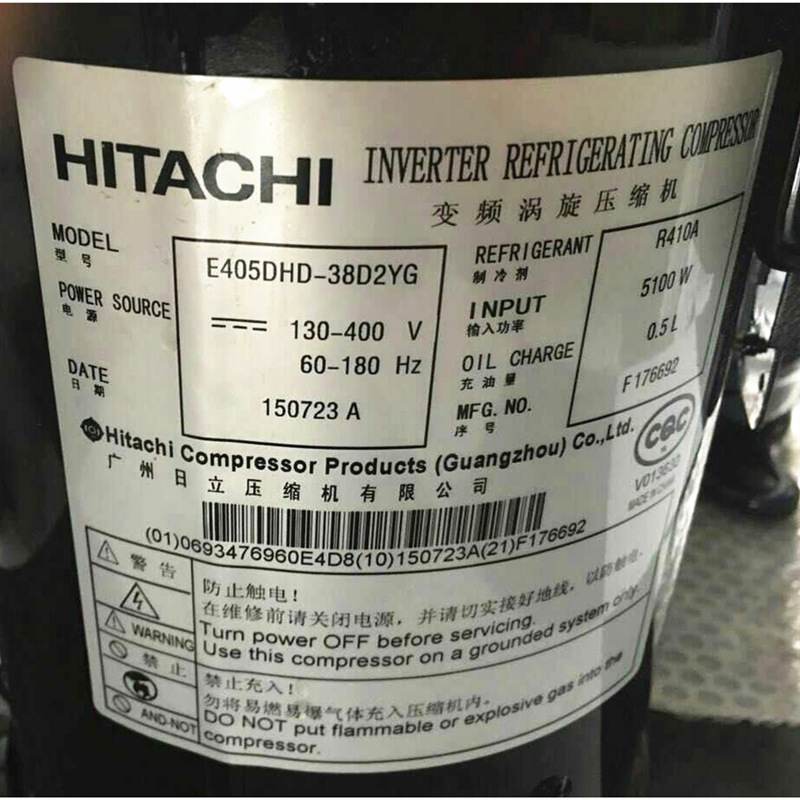 HITACHI
INVERTER REFRIGERATING COMPRESSOR
变频涡旋压缩机
MODEL
型号
E405DHD-38D2YG
POWER SOURCE
电源
130-400 V
60-180 Hz
DATE
日期
150723 A
REFRIGERANT
制冷剂
R410A
INPUT
输入功率
5100 W
OIL CHARGE
充油量
0.5 L
MFG. NO.
序号
F176692
Hitachi Compressor Products (Guangzhou) Co., Ltd.
广州日立压缩机有限公司
CQC
V013630
MADE IN CHINA
(01)0693476960E4D8(10)150723A(21)F176692
警告
WARNING
防止触电！
在维修前请关闭电源，并请切实接好地线，以防触电.
Turn power OFF before servicing.
Use this compressor on a grounded system only.
禁止
AND-NOT
禁止充入！
勿将易燃易爆气体充入压缩机内。
DO NOT put flammable or explosive gas into the
compressor.